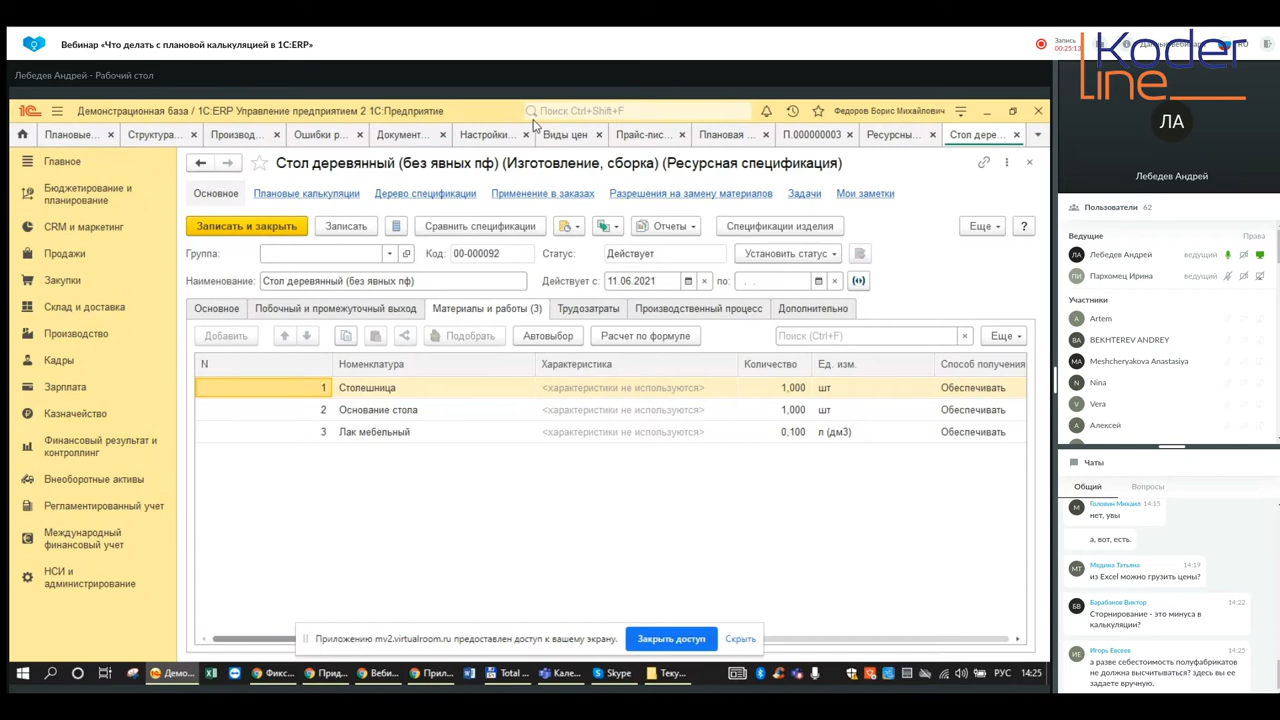 Вебинар «Что делать с плановой калькуляцией в 1С:ERP»
Запись
00:25:1
RU
Koder
line
Лебедев Андрей - Рабочий стол
Демонстрационная база / 1С:ERP Управление предприятием 2 1С:Предприятие
Поиск Ctrl+Shift+F
Федоров Борис Михайлович
Плановые... Структура... Производ... Ошибки р... Документ... Настройки... Виды цен Прайс-лис... Плановая ... П.000000003 Ресурсны... Стол дере...
Главное
Бюджетирование и
планирование
CRM и маркетинг
Продажи
Закупки
Склад и доставка
Производство
Кадры
Зарплата
Казначейство
Финансовый результат и
контроллинг
Внеоборотные активы
Регламентированный учет
Международный
финансовый учет
НСИ и
администрирование
Стол деревянный (без явных пф) (Изготовление, сборка) (Ресурсная спецификация)
Основное Плановые калькуляции Дерево спецификации Применение в заказах Разрешения на замену материалов Задачи Мои заметки
Записать и закрыть Записать Сравнить спецификации Отчеты Спецификации изделия Еще ?
Группа: Код: 00-000092 Статус: Действует Установить статус
Наименование: Стол деревянный (без явных пф) Действует с: 11.06.2021 по: . .
Основное Побочный и промежуточный выход Материалы и работы (3) Трудозатраты Производственный процесс Дополнительно
Добавить Подобрать Автовыбор Расчет по формуле Поиск (Ctrl+F) Еще
N Номенклатура Характеристика Количество Ед. изм. Способ получения
1 Столешница <характеристики не используются> 1,000 шт Обеспечивать
2 Основание стола <характеристики не используются> 1,000 шт Обеспечивать
3 Лак мебельный <характеристики не используются> 0,100 л (дм3) Обеспечивать
Приложению mv2.virtualroom.ru предоставлен доступ к вашему экрану. Закрыть доступ Скрыть
Демо... Фикс... Прид... Веби... Прил... Total ... Кале... Skype Теку... РУС 14:25
ЛА
Лебедев Андрей
Пользователи 62
Ведущие Права
ЛА Лебедев Андрей ведущий
ПИ Пархомец Ирина ведущий
Участники
A Artem
B BEKHTEREV ANDREY
MA Meshcheryakova Anastasiya
N Nina
V Vera
А Алексей
Чаты
Общий Вопросы
М Головин Михаил 14:15
нет, увы
а, вот, есть.
МТ Медина Татьяна 14:19
из Excel можно грузить цены?
БВ Барабанов Виктор 14:22
Сторнирование - это минуса в
калькуляции?
ИЕ Игорь Евсеев 14:25
а разве себестоимость полуфабрикатов
не должна высчитываться? здесь вы ее
задаете вручную.